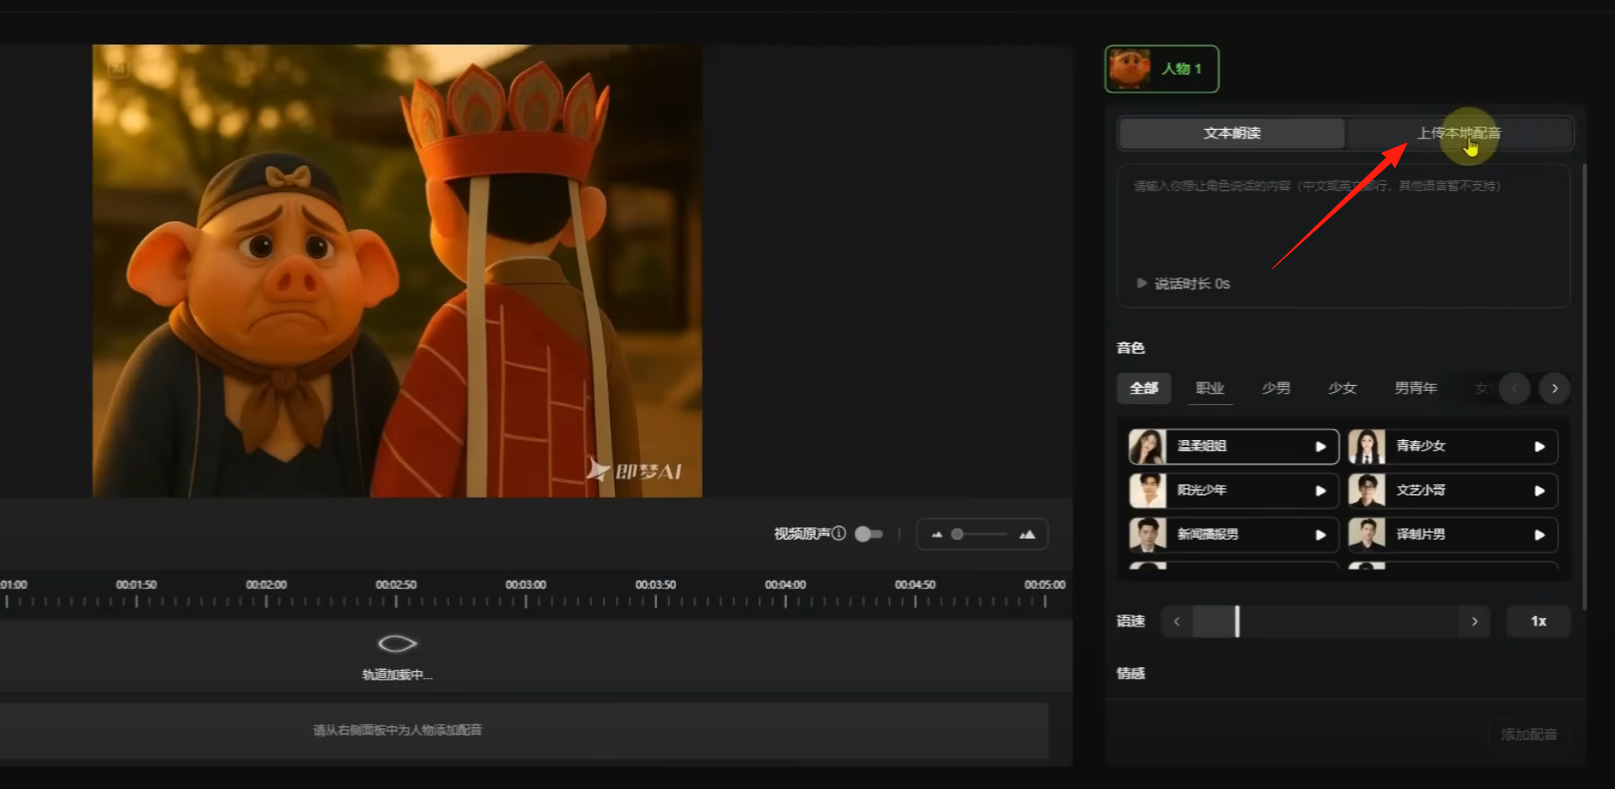 人物 1
文本朗读
上传本地配音
请输入你想让角色说话的内容（中文或英文都行，其他语言暂不支持）
说话时长 0s
音色
全部 职业 少男 少女 男青年 女
温柔姐姐 青春少女
阳光少年 文艺小哥
新闻播报男 译制片男
语速 1x
情感
添加配音
即梦AI
视频原声
01:00 00:01:50 00:02:00 00:02:50 00:03:00 00:03:50 00:04:00 00:04:50 00:05:00
轨道加载中...
请从右侧面板中为人物添加配音